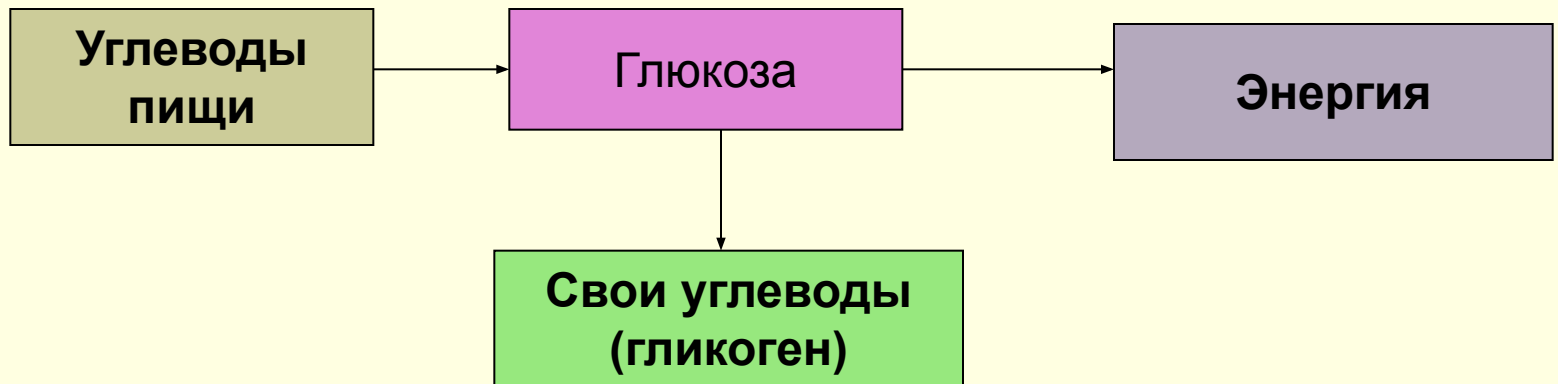 Углеводы
пищи
Глюкоза
Энергия
Свои углеводы
(гликоген)